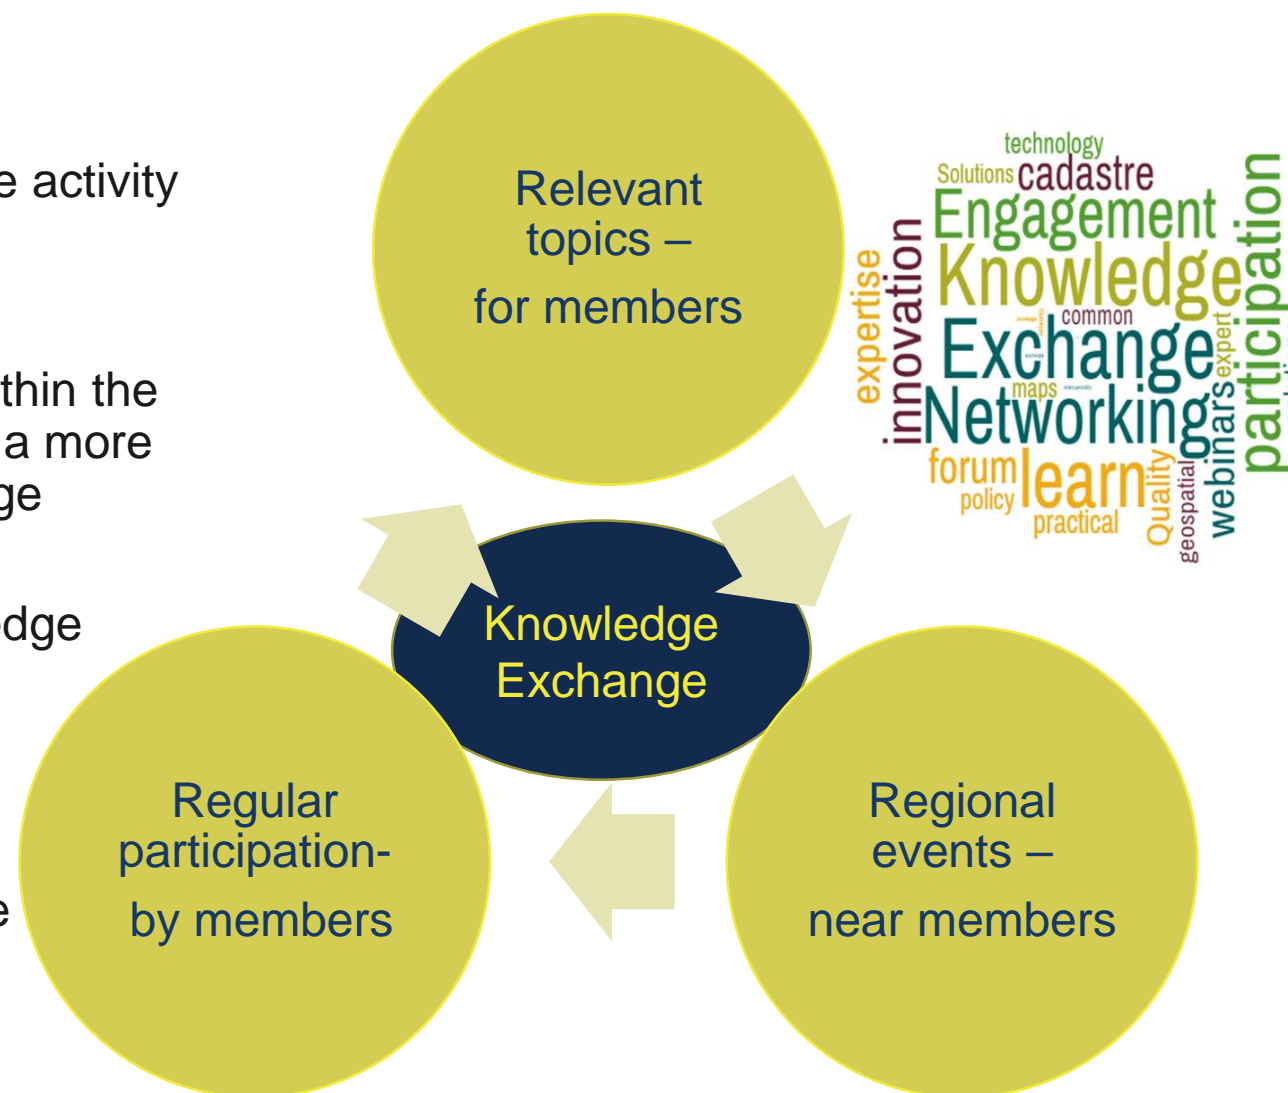 e activity
thin the
a more
ge
edge
e
Relevant
topics –
for members
Knowledge
Exchange
Regular
participation-
by members
Regional
events –
near members
technology
Solutions
cadastre
Engagement
Knowledge
participation
expertise
innovation
common
Exchange
expert
maps
Networking
webinars
forum
policy
learn
practical
Quality
geospatial